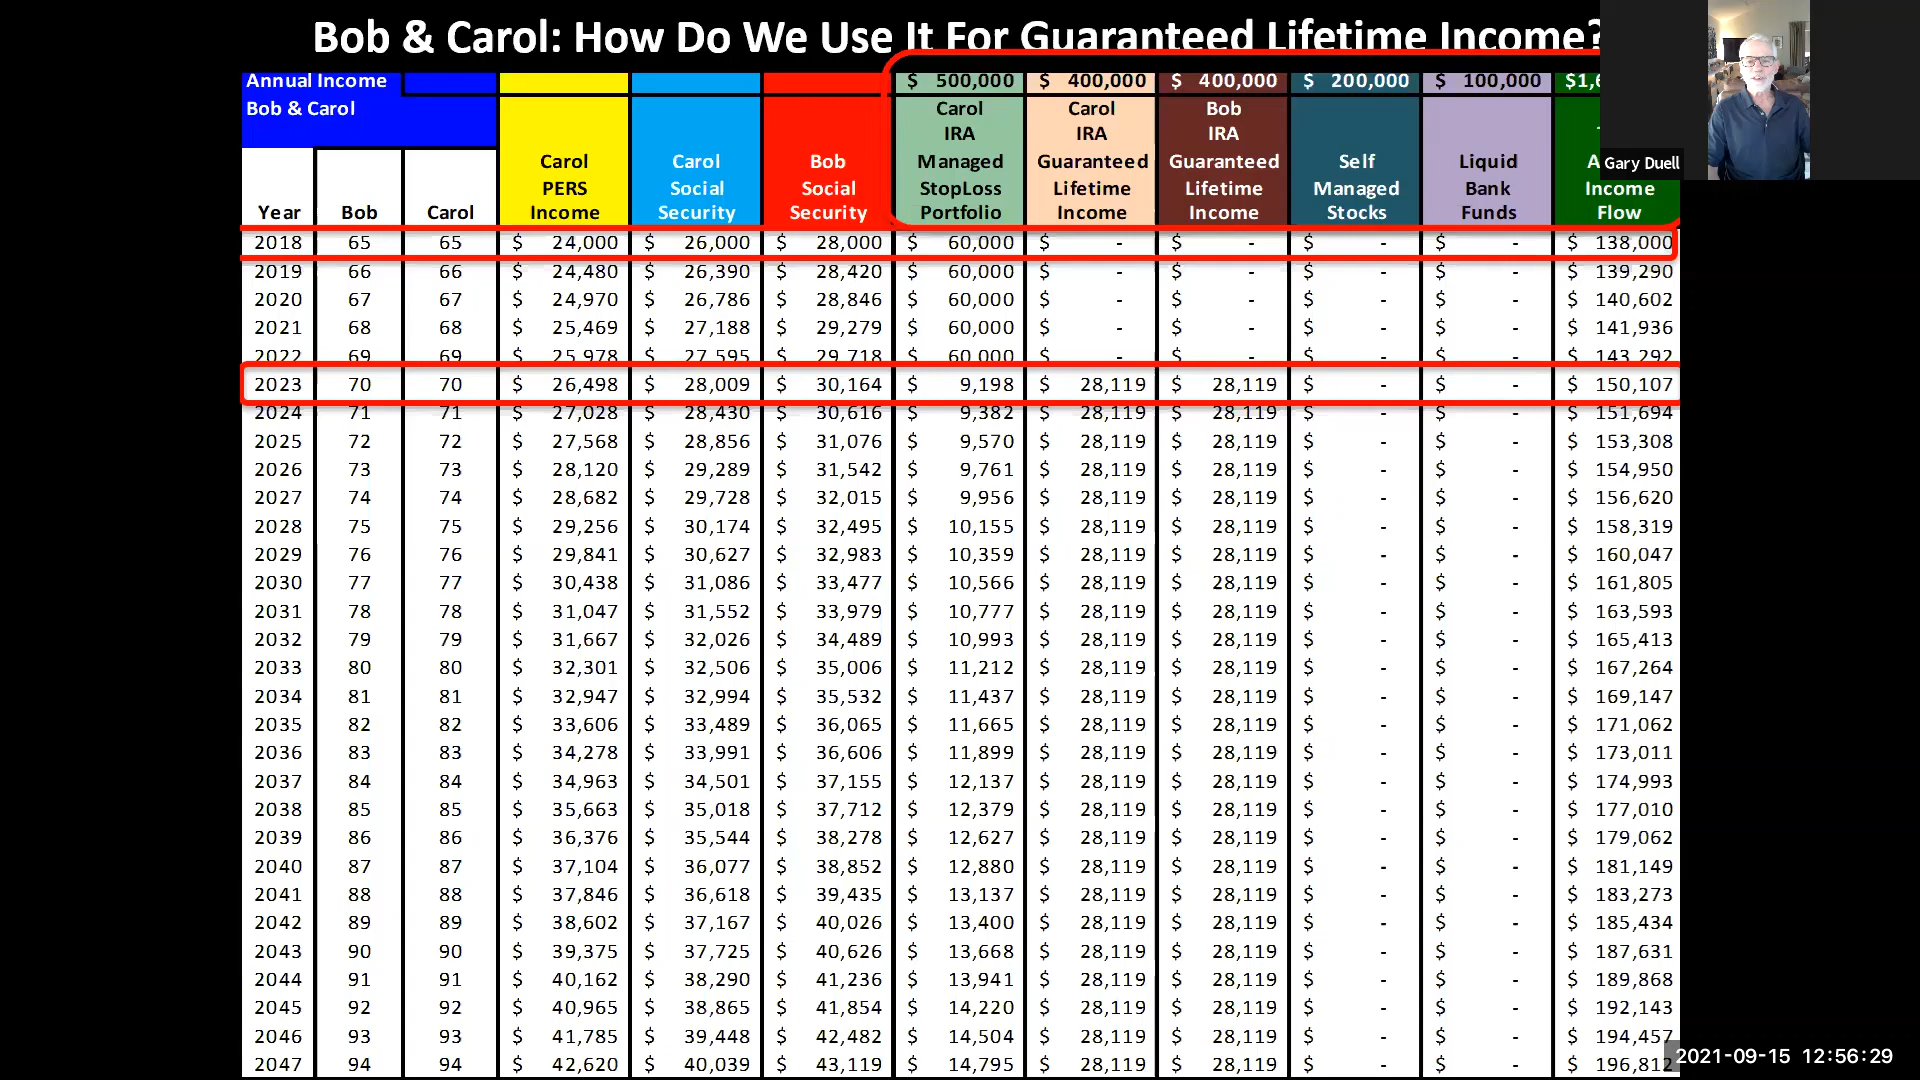 Bob & Carol: How Do We Use It For Guaranteed Lifetime Income?
Annual Income $ 500,000 $ 400,000 $ 400,000 $ 200,000 $ 100,000
Bob & Carol Carol Carol Bob
IRA IRA IRA
Carol Carol Bob Managed Guaranteed Guaranteed Self Liquid
PERS Social Social StopLoss Lifetime Lifetime Managed Bank Income
Year Bob Carol Income Security Security Portfolio Income Income Stocks Funds Flow
Gary Duell
2018 65 65 $ 24,000 $ 26,000 $ 28,000 $ 60,000 $ - $ - $ - $ - $ 138,000
2019 66 66 $ 24,480 $ 26,390 $ 28,420 $ 60,000 $ - $ - $ - $ - $ 139,290
2020 67 67 $ 24,970 $ 26,786 $ 28,846 $ 60,000 $ - $ - $ - $ - $ 140,602
2021 68 68 $ 25,469 $ 27,188 $ 29,279 $ 60,000 $ - $ - $ - $ - $ 141,936
2022 69 69 $ 25,978 $ 27,595 $ 29,718 $ 60,000 $ - $ - $ - $ - $ 143,292
2023 70 70 $ 26,498 $ 28,009 $ 30,164 $ 9,198 $ 28,119 $ 28,119 $ - $ - $ 150,107
2024 71 71 $ 27,028 $ 28,430 $ 30,616 $ 9,382 $ 28,119 $ 28,119 $ - $ - $ 151,694
2025 72 72 $ 27,568 $ 28,856 $ 31,076 $ 9,570 $ 28,119 $ 28,119 $ - $ - $ 153,308
2026 73 73 $ 28,120 $ 29,289 $ 31,542 $ 9,761 $ 28,119 $ 28,119 $ - $ - $ 154,950
2027 74 74 $ 28,682 $ 29,728 $ 32,015 $ 9,956 $ 28,119 $ 28,119 $ - $ - $ 156,620
2028 75 75 $ 29,256 $ 30,174 $ 32,495 $ 10,155 $ 28,119 $ 28,119 $ - $ - $ 158,319
2029 76 76 $ 29,841 $ 30,627 $ 32,983 $ 10,359 $ 28,119 $ 28,119 $ - $ - $ 160,047
2030 77 77 $ 30,438 $ 31,086 $ 33,477 $ 10,566 $ 28,119 $ 28,119 $ - $ - $ 161,805
2031 78 78 $ 31,047 $ 31,552 $ 33,979 $ 10,777 $ 28,119 $ 28,119 $ - $ - $ 163,593
2032 79 79 $ 31,667 $ 32,026 $ 34,489 $ 10,993 $ 28,119 $ 28,119 $ - $ - $ 165,413
2033 80 80 $ 32,301 $ 32,506 $ 35,006 $ 11,212 $ 28,119 $ 28,119 $ - $ - $ 167,264
2034 81 81 $ 32,947 $ 32,994 $ 35,532 $ 11,437 $ 28,119 $ 28,119 $ - $ - $ 169,147
2035 82 82 $ 33,606 $ 33,489 $ 36,065 $ 11,665 $ 28,119 $ 28,119 $ - $ - $ 171,062
2036 83 83 $ 34,278 $ 33,991 $ 36,606 $ 11,899 $ 28,119 $ 28,119 $ - $ - $ 173,011
2037 84 84 $ 34,963 $ 34,501 $ 37,155 $ 12,137 $ 28,119 $ 28,119 $ - $ - $ 174,993
2038 85 85 $ 35,663 $ 35,018 $ 37,712 $ 12,379 $ 28,119 $ 28,119 $ - $ - $ 177,010
2039 86 86 $ 36,376 $ 35,544 $ 38,278 $ 12,627 $ 28,119 $ 28,119 $ - $ - $ 179,062
2040 87 87 $ 37,104 $ 36,077 $ 38,852 $ 12,880 $ 28,119 $ 28,119 $ - $ - $ 181,149
2041 88 88 $ 37,846 $ 36,618 $ 39,435 $ 13,137 $ 28,119 $ 28,119 $ - $ - $ 183,273
2042 89 89 $ 38,602 $ 37,167 $ 40,026 $ 13,400 $ 28,119 $ 28,119 $ - $ - $ 185,434
2043 90 90 $ 39,375 $ 37,725 $ 40,626 $ 13,668 $ 28,119 $ 28,119 $ - $ - $ 187,631
2044 91 91 $ 40,162 $ 38,290 $ 41,236 $ 13,941 $ 28,119 $ 28,119 $ - $ - $ 189,868
2045 92 92 $ 40,965 $ 38,865 $ 41,854 $ 14,220 $ 28,119 $ 28,119 $ - $ - $ 192,143
2046 93 93 $ 41,785 $ 39,448 $ 42,482 $ 14,504 $ 28,119 $ 28,119 $ - $ - $ 194,457
2047 94 94 $ 42,620 $ 40,039 $ 43,119 $ 14,795 $ 28,119 $ 28,119 $ - $ - $ 196,812
2021-09-15 12:56:29